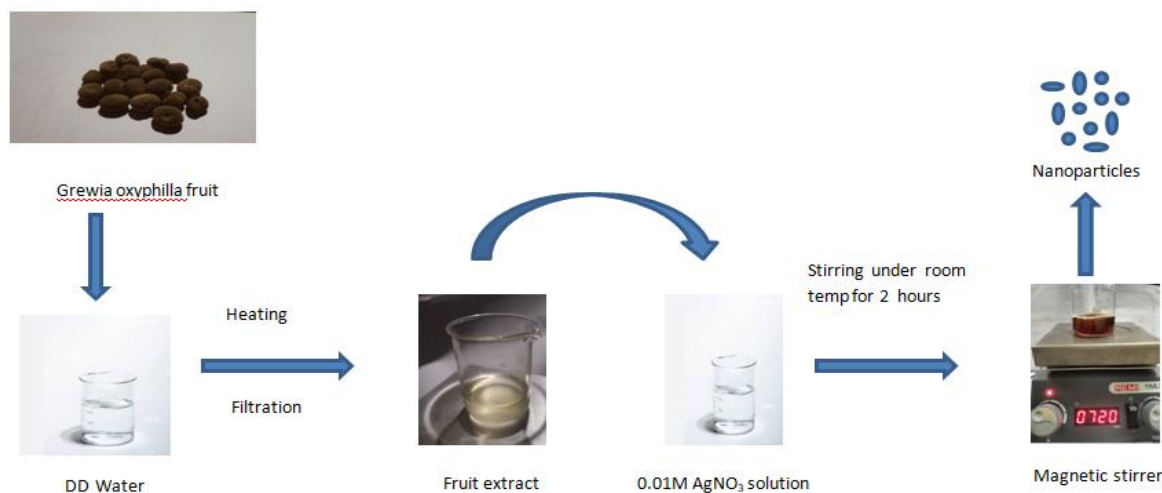 Nanoparticles
Grewia oxyphilla fruit
Stirring under room
temp for 2 hours
Heating
Filtration
REMI
0720
DD Water
Fruit extract
0.01M AgNO₃ solution
Magnetic stirrer